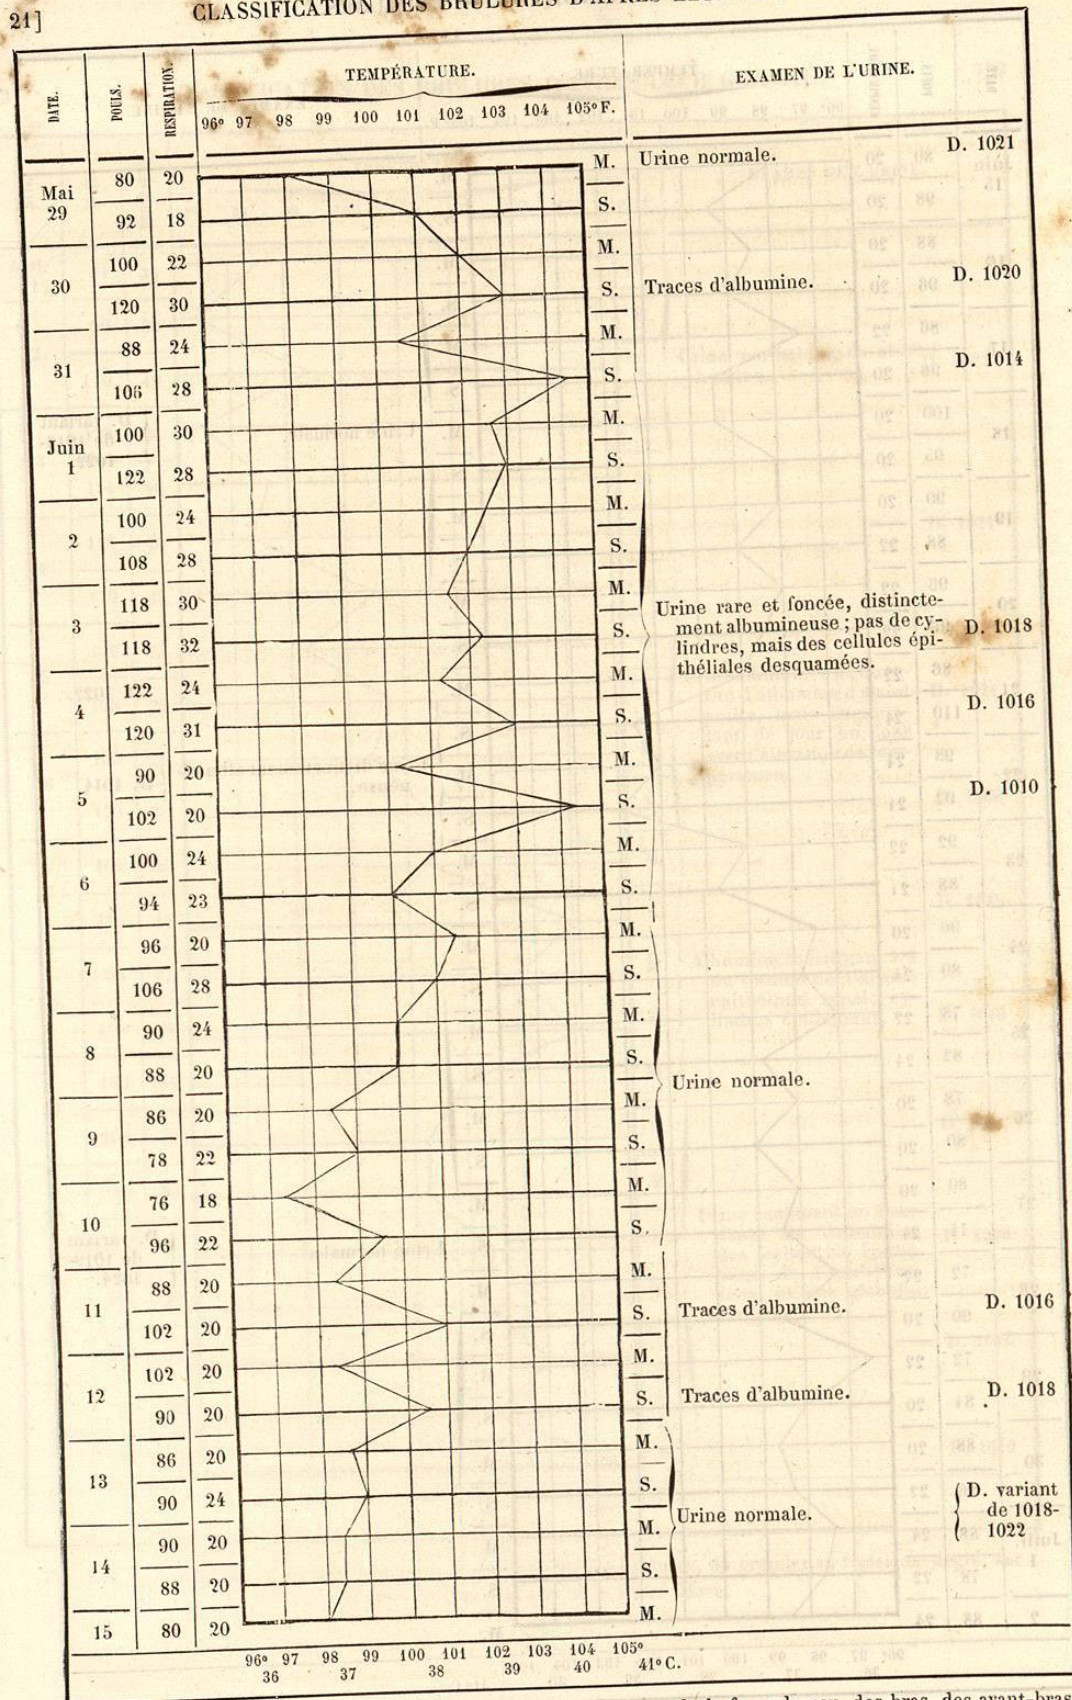 21]
CLASSIFICATION DES BRULURES D'APRÈS
DATE. POULS. RESPIRATION. TEMPÉRATURE. EXAMEN DE L'URINE.
96° 97 98 99 100 101 102 103 104 105° F.
Mai
29
80 20 M. Urine normale. D. 1021
92 18 S.
30
100 22 M.
120 30 S. Traces d'albumine. D. 1020
31
88 24 M.
106 28 S. D. 1014
Juin
1
100 30 M.
122 28 S.
2
100 24 M.
108 28 S.
3
118 30 M.
118 32 S.
Urine rare et foncée, distincte-
ment albumineuse ; pas de cy-
lindres, mais des cellules épi-
théliales desquamées.
D. 1018
4
122 24 M.
120 31 S. D. 1016
5
90 20 M.
102 20 S. D. 1010
6
100 24 M.
94 23 S.
7
96 20 M.
106 28 S.
8
90 24 M.
88 20 S.
Urine normale.
9
86 20 M.
78 22 S.
10
76 18 M.
96 22 S.
11
88 20 M.
102 20 S. Traces d'albumine. D. 1016
12
102 20 M.
90 20 S. Traces d'albumine. D. 1018
13
86 20 M.
90 24 S.
Urine normale.
D. variant
de 1018-
1022
14
90 20 M.
88 20 S.
15 80 20 M.
96° 97 98 99 100 101 102 103 104 105°
36 37 38 39 40 41° C.
des bras, des avant-bras